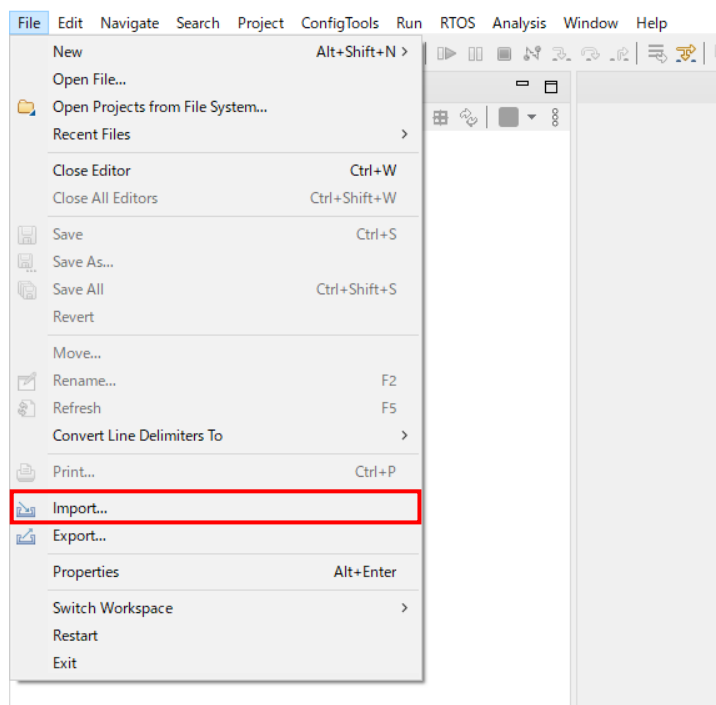 File Edit Navigate Search Project ConfigTools Run RTOS Analysis Window Help
New Alt+Shift+N >
Open File...
Open Projects from File System...
Recent Files >
Close Editor Ctrl+W
Close All Editors Ctrl+Shift+W
Save Ctrl+S
Save As...
Save All Ctrl+Shift+S
Revert
Move...
Rename... F2
Refresh F5
Convert Line Delimiters To >
Print... Ctrl+P
Import...
Export...
Properties Alt+Enter
Switch Workspace >
Restart
Exit